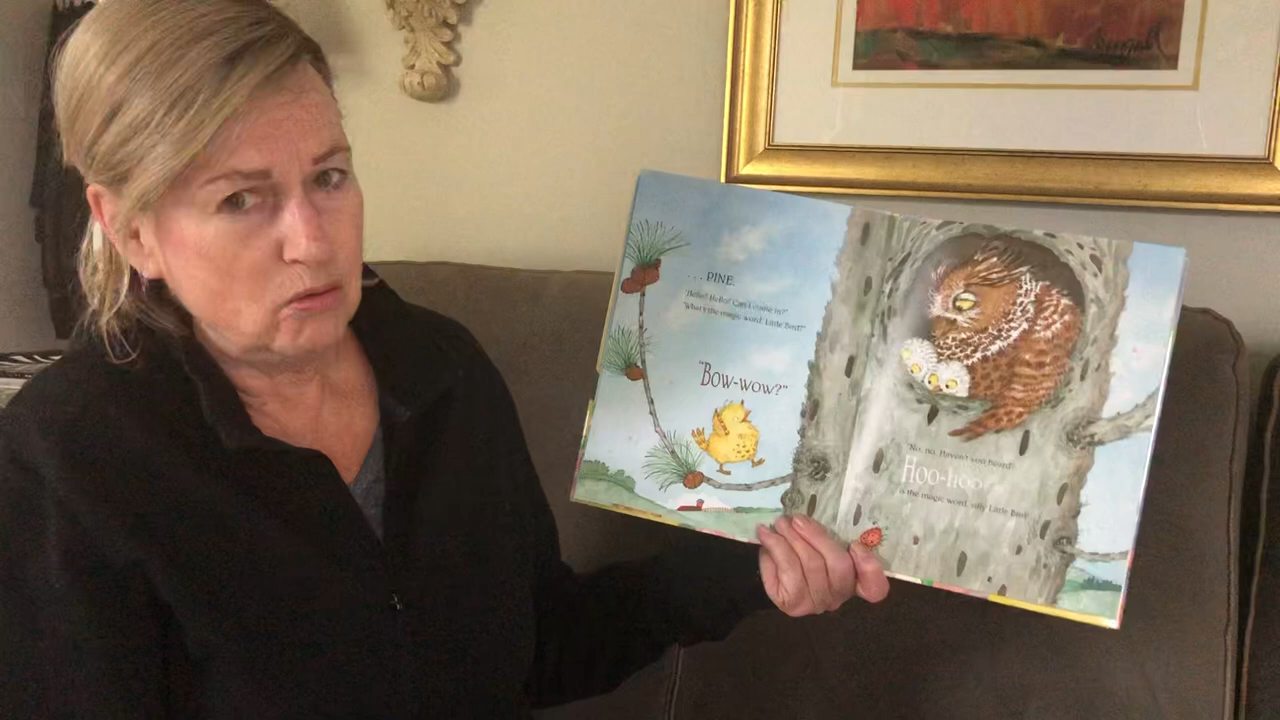 . . . PINE.
"Hello? Hello? Can I come in?"
"What's the magic word, Little Bird?"
"BOW-WOW?"
"No, no. Haven't you heard?
HOO-hoo
is the magic word, silly Little Bird!